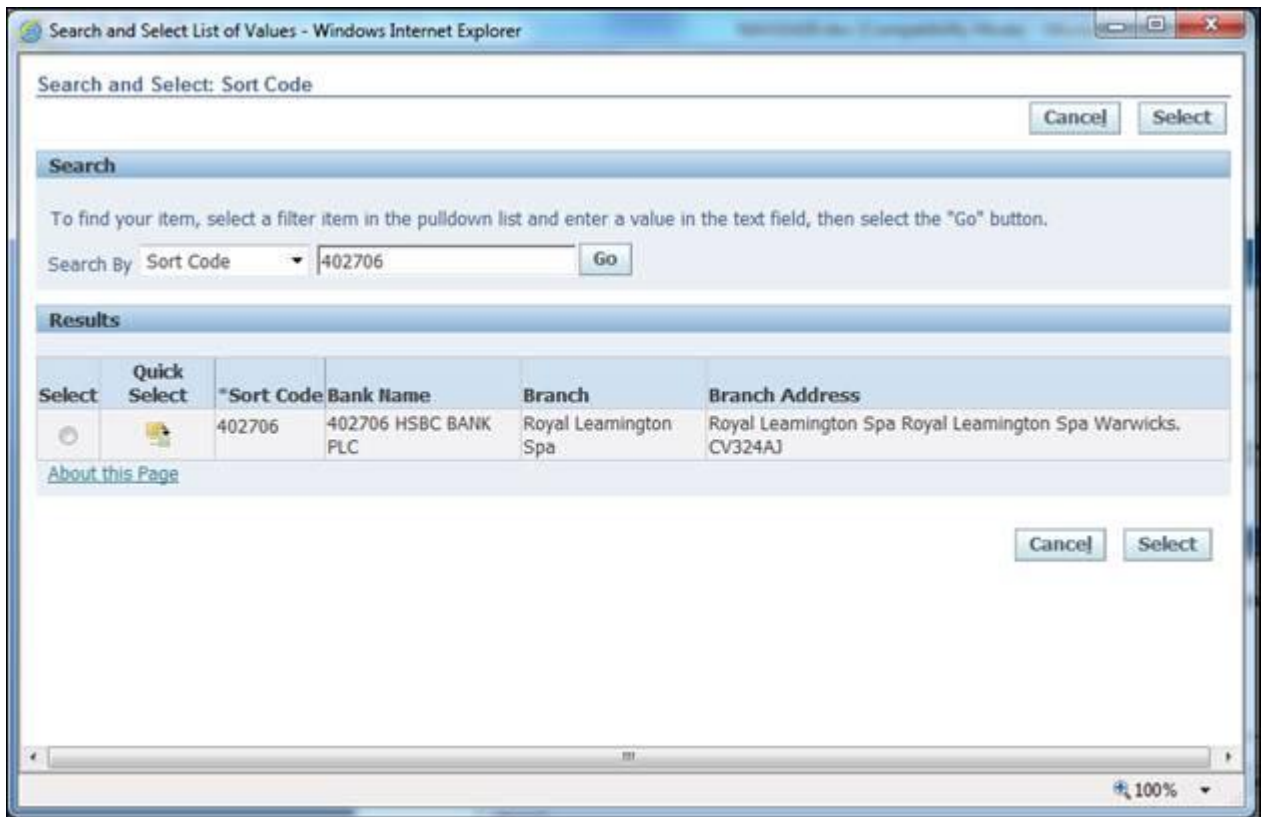 Search and Select List of Values - Windows Internet Explorer
Search and Select: Sort Code
Cancel Select
Search
To find your item, select a filter item in the pulldown list and enter a value in the text field, then select the "Go" button.
Search By Sort Code 402706 Go
Results
Select Quick Select *Sort Code Bank Name Branch Branch Address
402706 402706 HSBC BANK PLC Royal Leamington Spa Royal Leamington Spa Royal Leamington Spa Warwicks. CV324AJ
About this Page
Cancel Select
100%